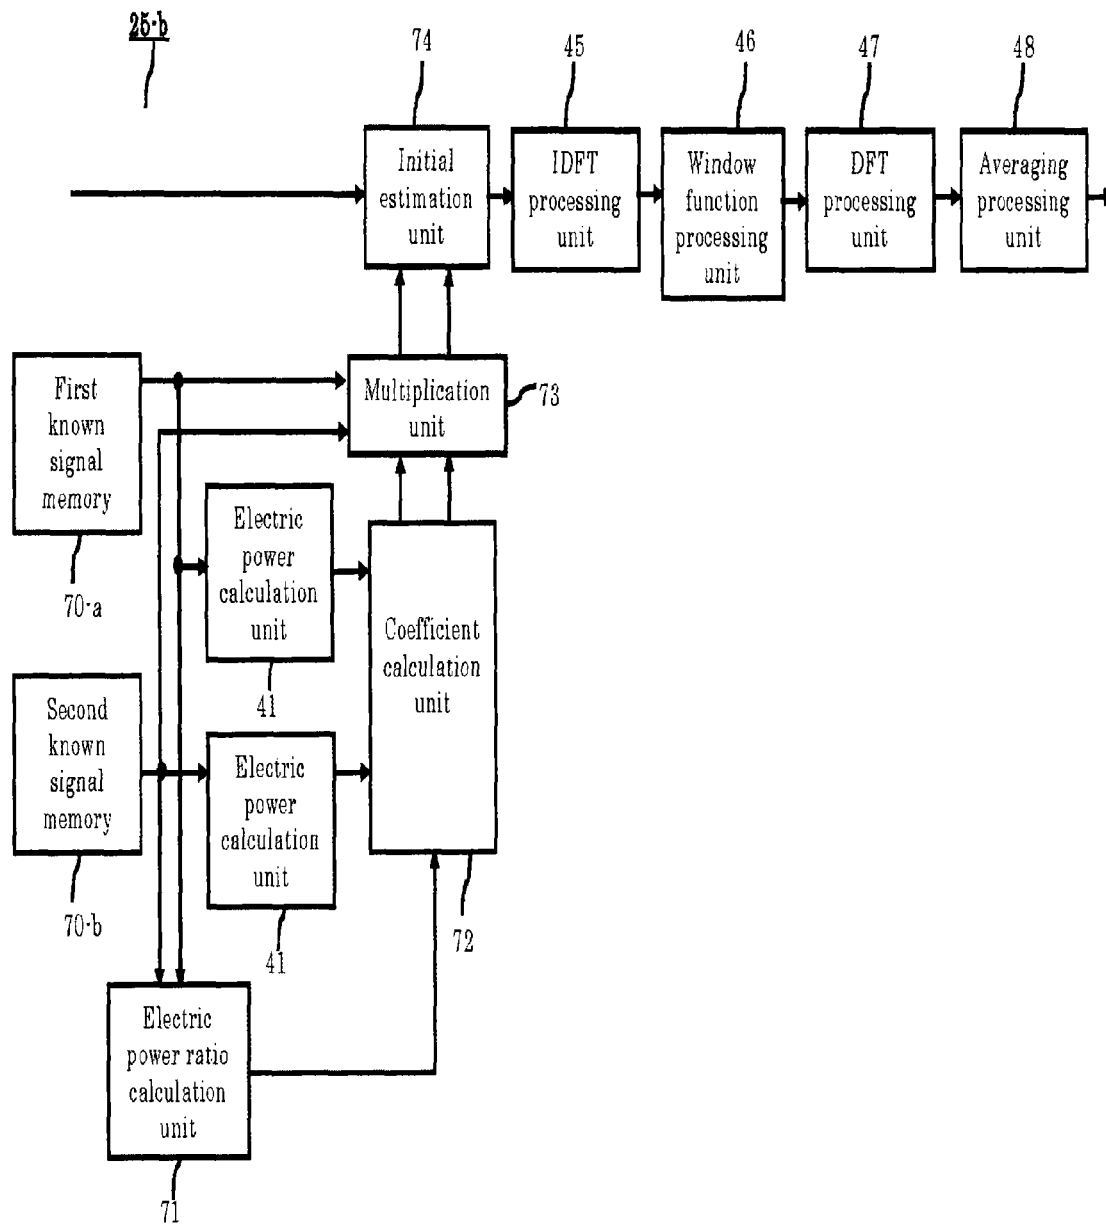 25-b
74
45
46
47
48
Initial
estimation
unit
IDFT
processing
unit
Window
function
processing
unit
DFT
processing
unit
Averaging
processing
unit
First
known
signal
memory
70-a
Multiplication
unit
73
Electric
power
calculation
unit
41
Coefficient
calculation
unit
72
Second
known
signal
memory
70-b
Electric
power
calculation
unit
41
Electric
power ratio
calculation
unit
71